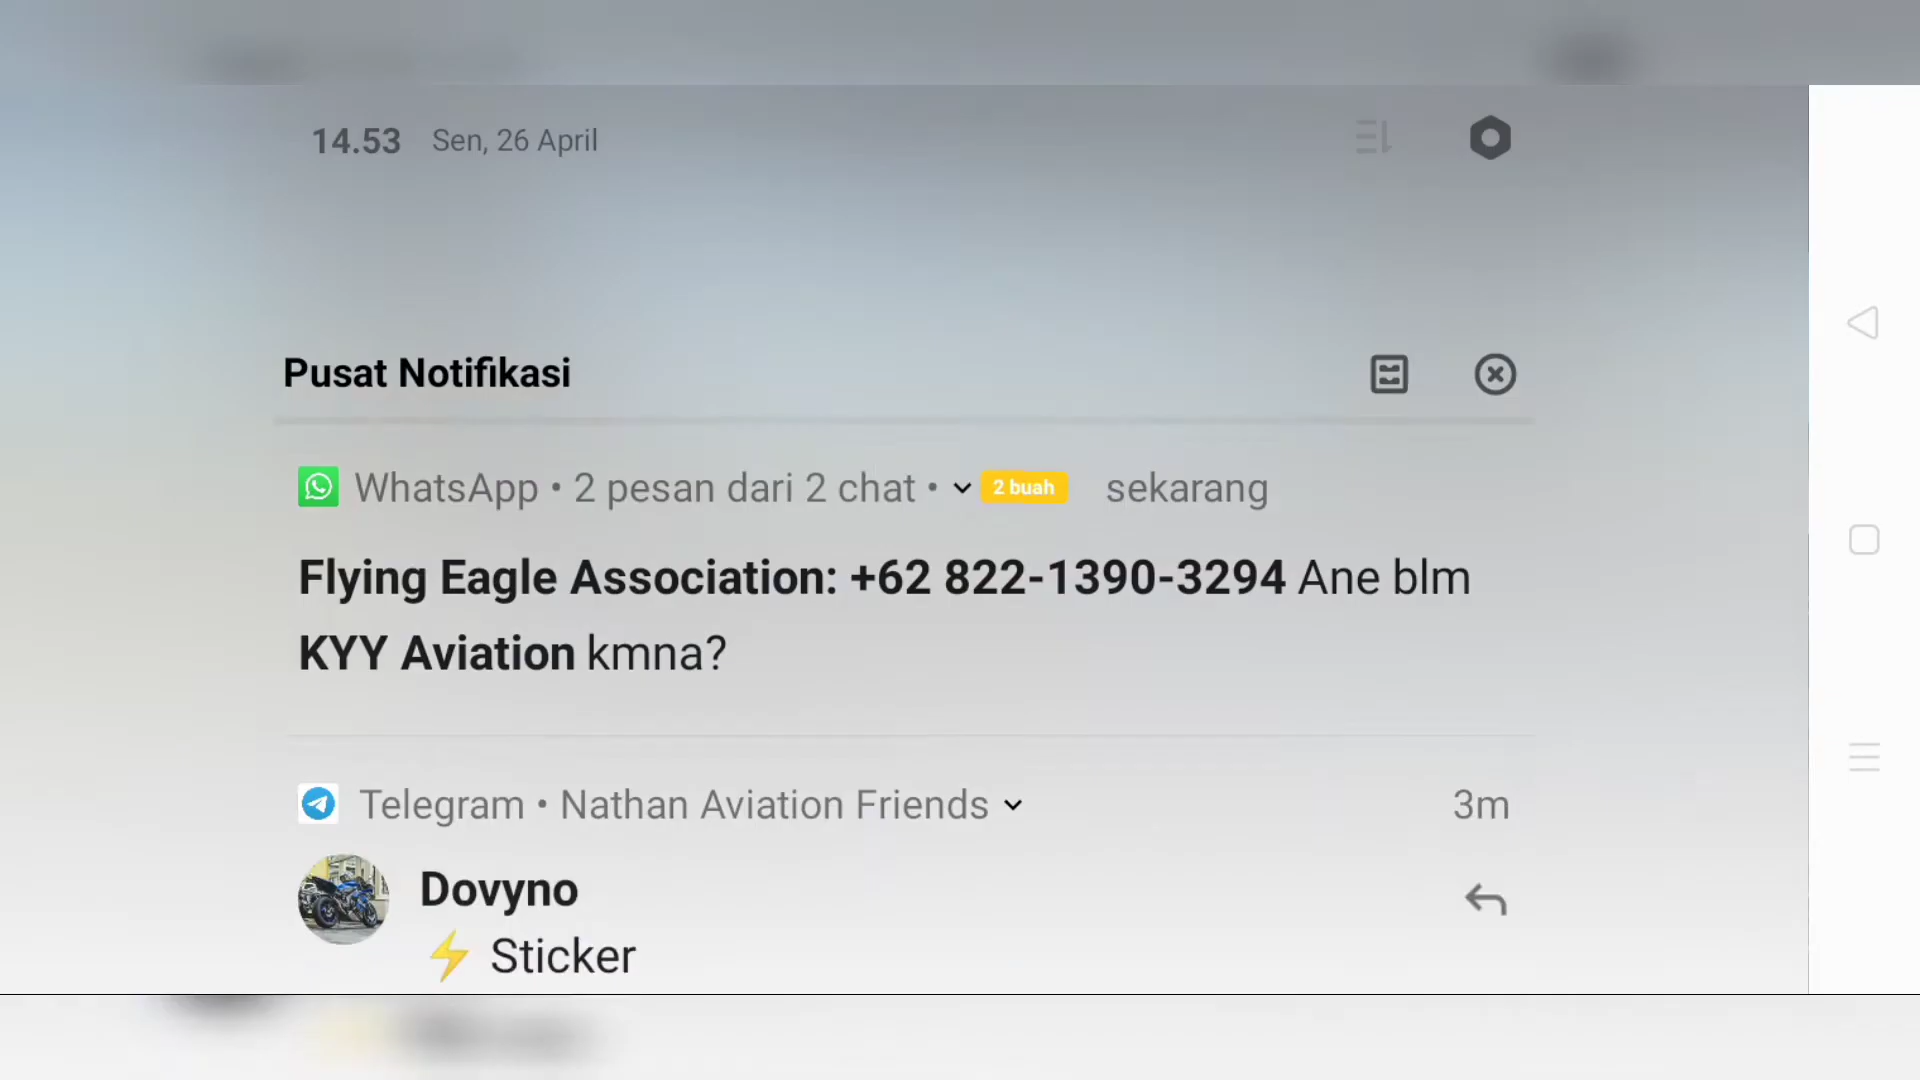 14.53 Sen, 26 April
Pusat Notifikasi
WhatsApp • 2 pesan dari 2 chat • 2 buah sekarang
Flying Eagle Association: +62 822-1390-3294 Ane blm
KYY Aviation kmna?
Telegram • Nathan Aviation Friends 3m
Dovyno
⚡ Sticker